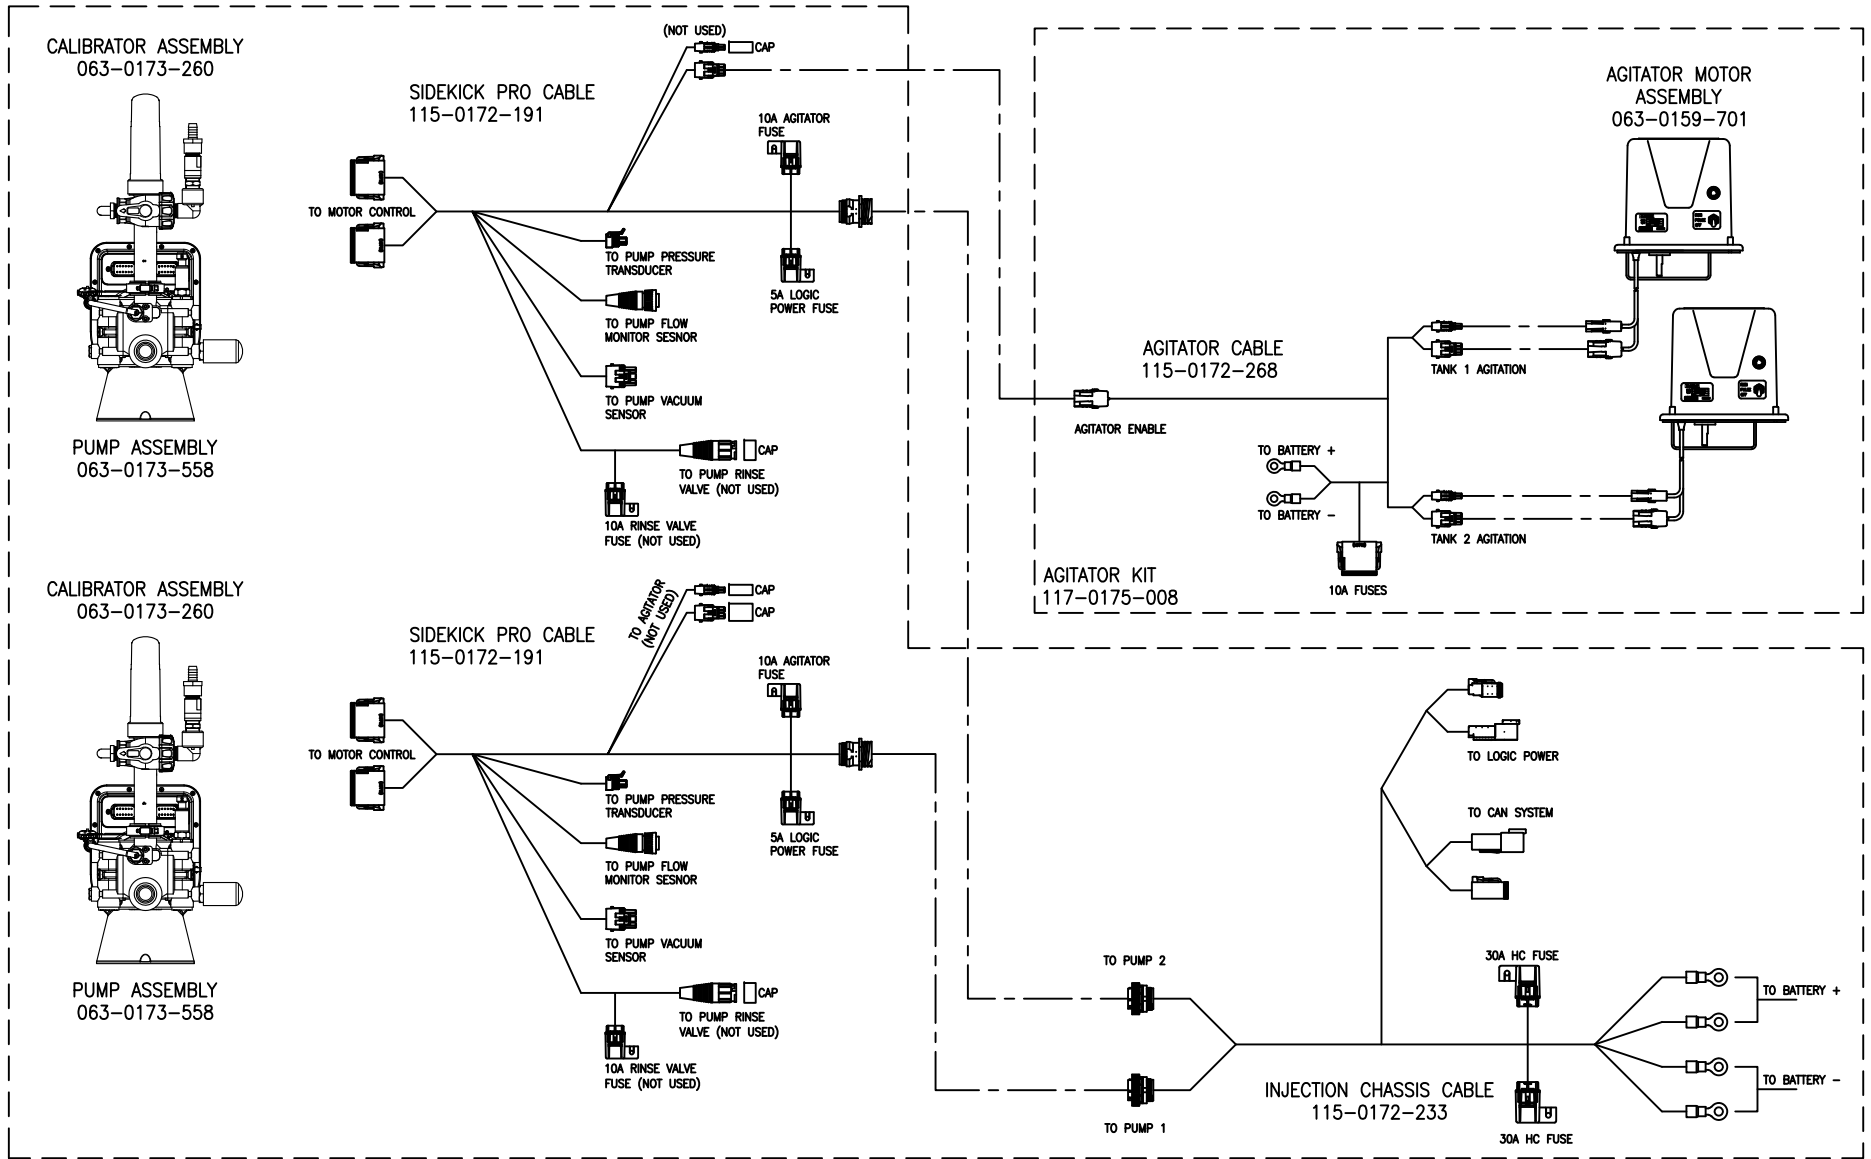 CALIBRATOR ASSEMBLY
063-0173-260
PUMP ASSEMBLY
063-0173-558
SIDEKICK PRO CABLE
115-0172-191
(NOT USED)
CAP
10A AGITATOR
FUSE
TO MOTOR CONTROL
TO PUMP PRESSURE
TRANSDUCER
5A LOGIC
POWER FUSE
TO PUMP FLOW
MONITOR SESNOR
TO PUMP VACUUM
SENSOR
CAP
TO PUMP RINSE
VALVE (NOT USED)
10A RINSE VALVE
FUSE (NOT USED)
AGITATOR MOTOR
ASSEMBLY
063-0159-701
AGITATOR CABLE
115-0172-268
TANK 1 AGITATION
AGITATOR ENABLE
TO BATTERY +
TO BATTERY -
TANK 2 AGITATION
10A FUSES
AGITATOR KIT
117-0175-008
CALIBRATOR ASSEMBLY
063-0173-260
PUMP ASSEMBLY
063-0173-558
SIDEKICK PRO CABLE
115-0172-191
TO AGITATOR
(NOT USED)
CAP
CAP
10A AGITATOR
FUSE
TO MOTOR CONTROL
TO PUMP PRESSURE
TRANSDUCER
5A LOGIC
POWER FUSE
TO PUMP FLOW
MONITOR SESNOR
TO PUMP VACUUM
SENSOR
CAP
TO PUMP RINSE
VALVE (NOT USED)
10A RINSE VALVE
FUSE (NOT USED)
TO LOGIC POWER
TO CAN SYSTEM
TO PUMP 2
30A HC FUSE
TO BATTERY +
TO BATTERY -
INJECTION CHASSIS CABLE
115-0172-233
TO PUMP 1
30A HC FUSE